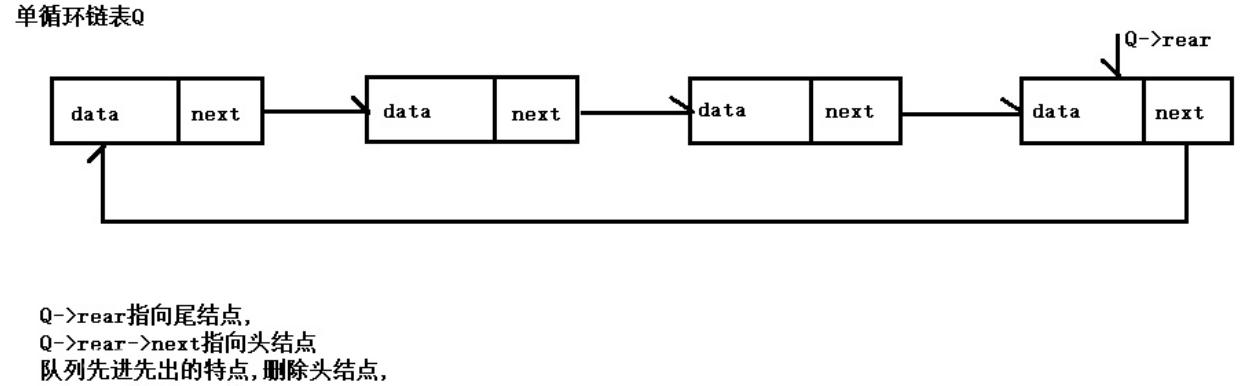 单循环链表Q
Q->rear
data next data next data next data next
Q->rear指向尾结点,
Q->rear->next指向头结点
队列先进先出的特点,删除头结点,